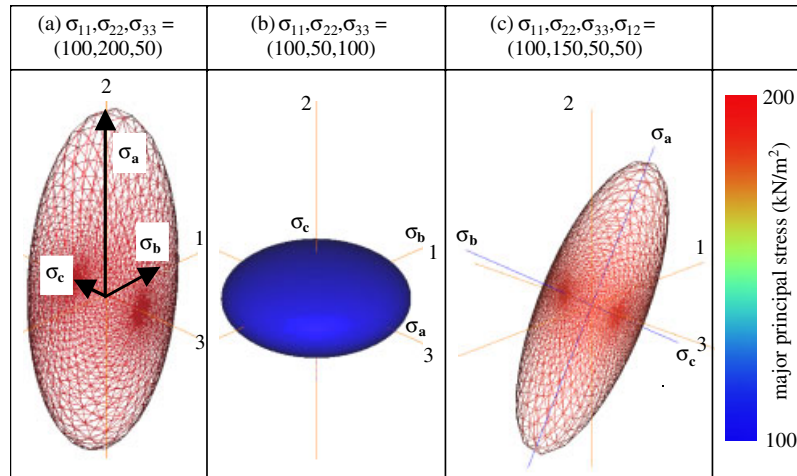 (a) σ11,σ22,σ33 =
(100,200,50)
(b) σ11,σ22,σ33 =
(100,50,100)
(c) σ11,σ22,σ33,σ12=
(100,150,50,50)
2
σa
σb
σc
1
3
2
σc
σb
1
σa
3
2
σa
σb
1
3
σc
200
major principal stress (kN/m²)
100